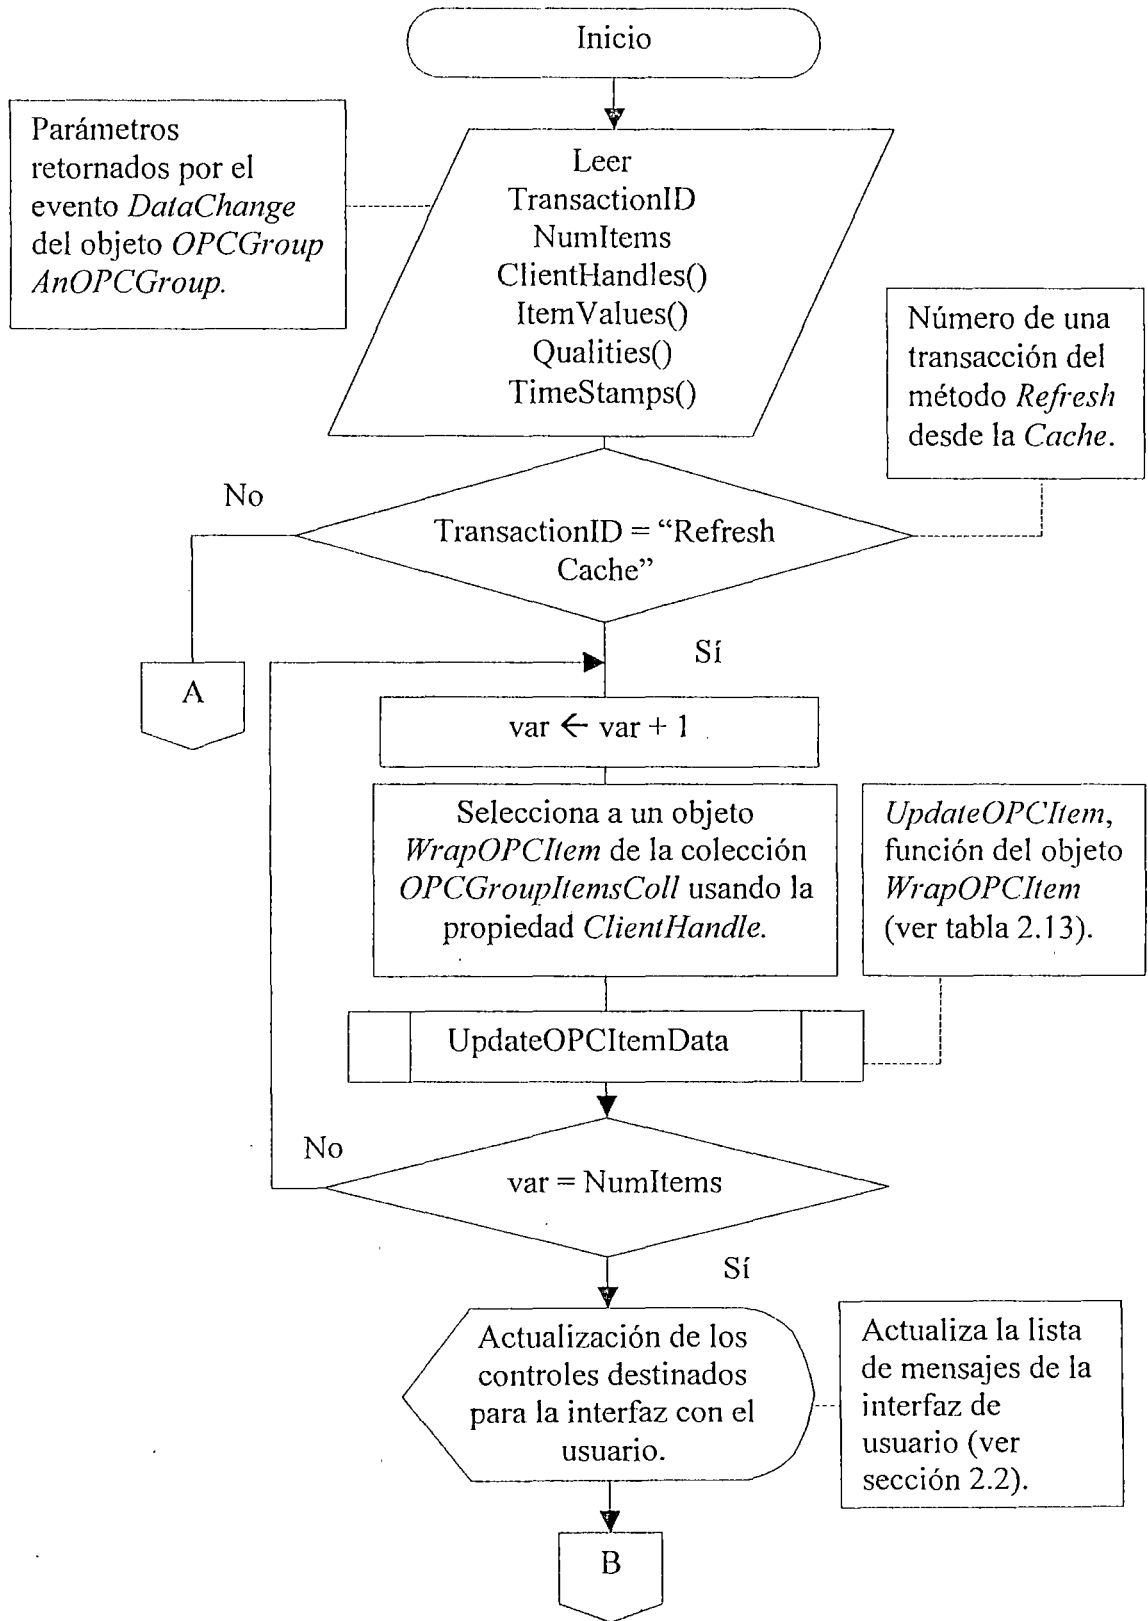 Inicio
Parámetros
retornados por el
evento DataChange
del objeto OPCGroup
AnOPCGroup.
Leer
TransactionID
NumItems
ClientHandles()
ItemValues()
Qualities()
TimeStamps()
Número de una
transacción del
método Refresh
desde la Cache.
No
TransactionID = “Refresh
Cache”
Sí
A
var ← var + 1
Selecciona a un objeto
WrapOPCItem de la colección
OPCGroupItemsColl usando la
propiedad ClientHandle.
UpdateOPCItem,
función del objeto
WrapOPCItem
(ver tabla 2.13).
UpdateOPCItemData
No
var = NumItems
Sí
Actualización de los
controles destinados
para la interfaz con el
usuario.
Actualiza la lista
de mensajes de la
interfaz de
usuario (ver
sección 2.2).
B